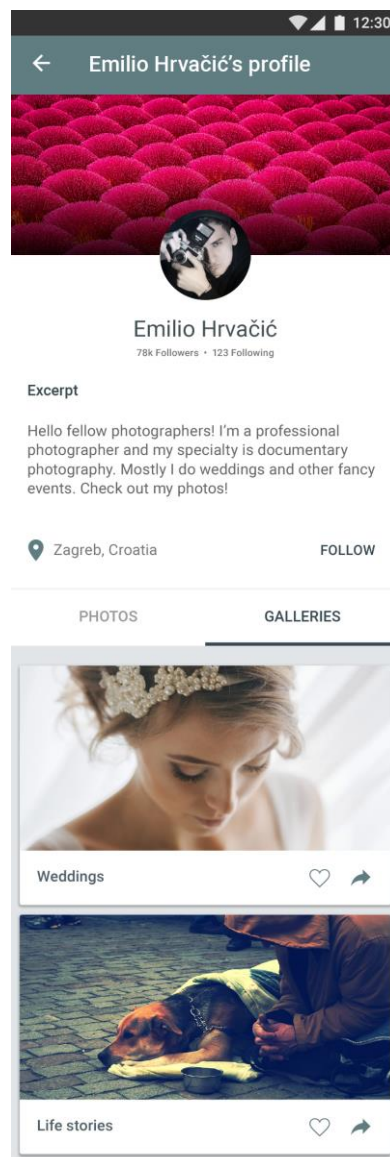 12:30
Emilio Hrvačić’s profile
Emilio Hrvačić
78k Followers • 123 Following
Excerpt
Hello fellow photographers! I’m a professional
photographer and my specialty is documentary
photography. Mostly I do weddings and other fancy
events. Check out my photos!
Zagreb, Croatia FOLLOW
PHOTOS GALLERIES
Weddings
Life stories